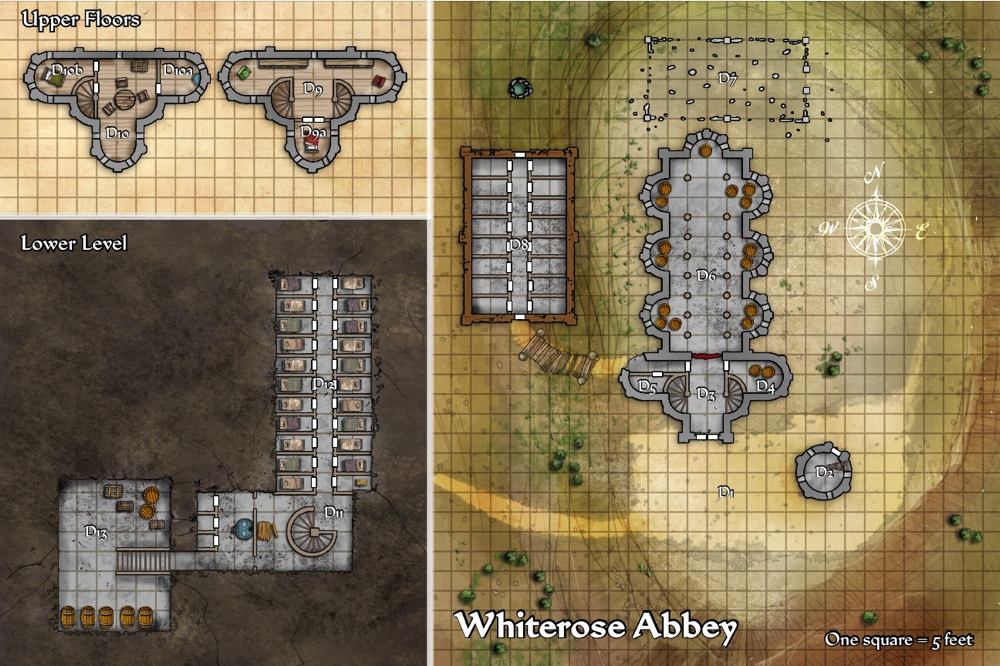 Upper Floors
D10b
D10a
D10
D9
D9a
Lower Level
D12
D11
D13
D7
D8
D6
N
W
E
S
D5
D3
D4
D2
D1
Whiterose Abbey
One square = 5 feet